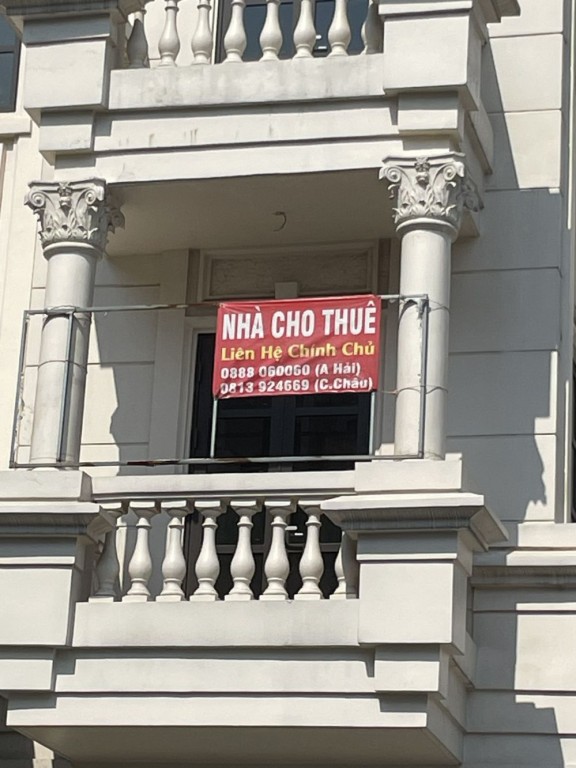 NHÀ CHO THUÊ
Liên Hệ Chính Chủ
0888 060060 (A Hải)
0813 924669 (C.Châu)